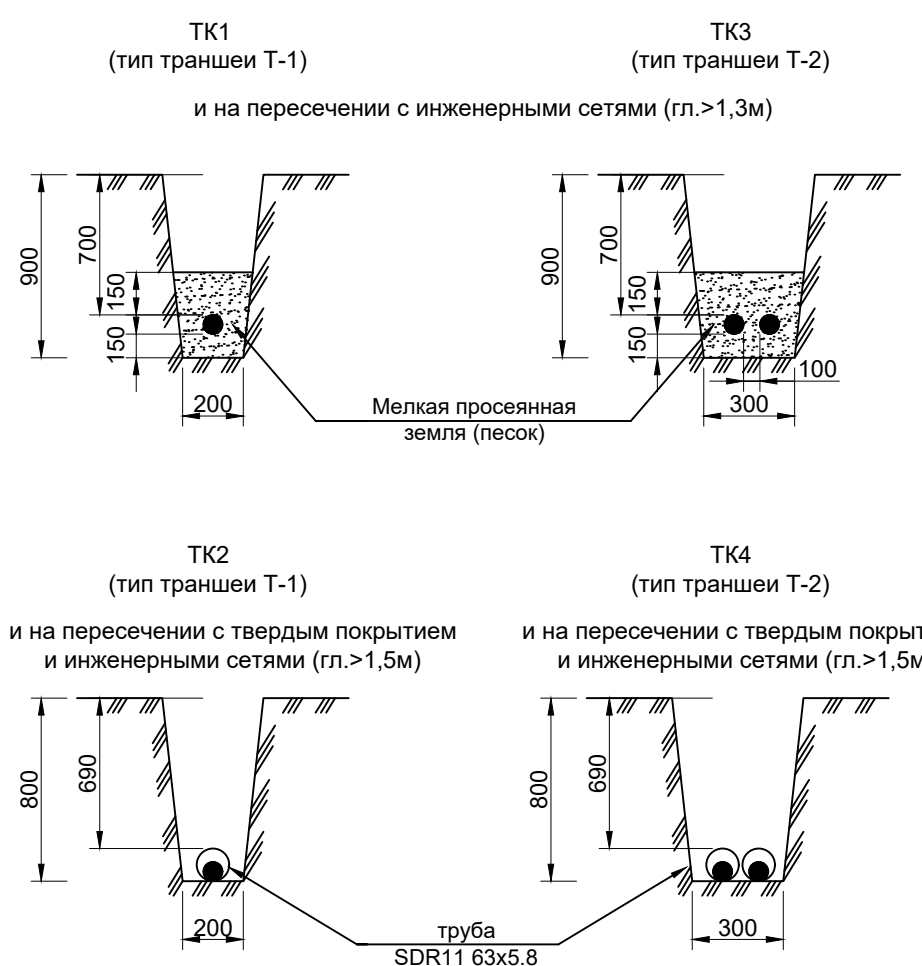 ТК1
(тип траншеи Т-1)
ТК3
(тип траншеи Т-2)
и на пересечении с инженерными сетями (гл.>1,3м)
900
700
150
150
200
900
700
150
150
100
300
Мелкая просеянная
земля (песок)
ТК2
(тип траншеи Т-1)
и на пересечении с твердым покрытием
и инженерными сетями (гл.>1,5м)
ТК4
(тип траншеи Т-2)
и на пересечении с твердым покрыт
и инженерными сетями (гл.>1,5м
800
690
200
800
690
300
труба
SDR11 63х5.8